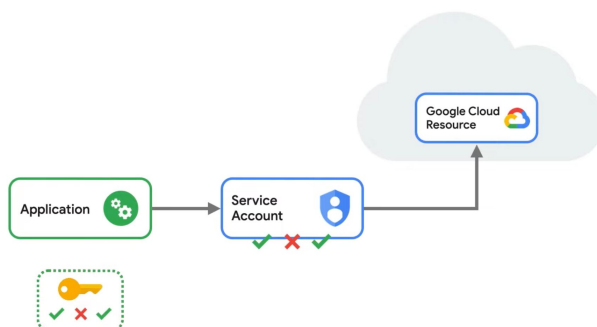 Google Cloud
Resource
Application
Service
Account